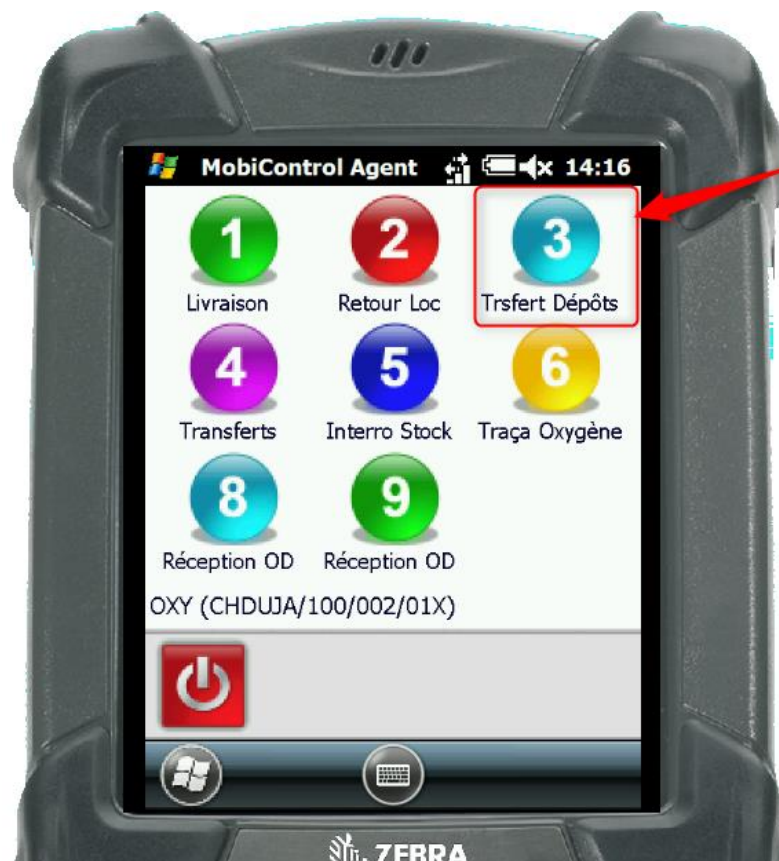 MobiControl Agent 14:16
1 2 3
Livraison Retour Loc Trsfert Dépôts
4 5 6
Transferts Interro Stock Traça Oxygène
8 9
Réception OD Réception OD
OXY (CHDUJA/100/002/01X)
ZEBRA